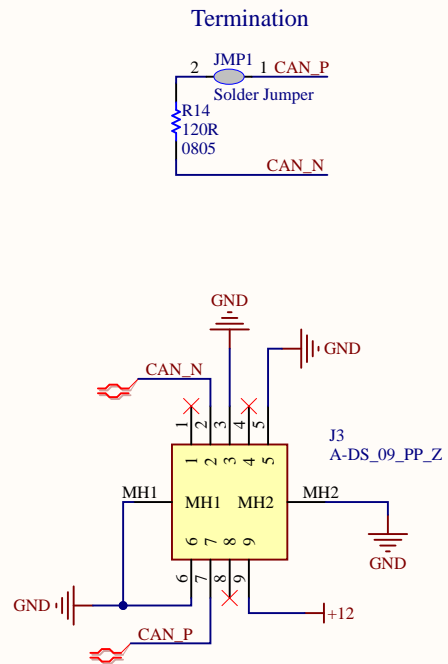 Termination
JMP1
2 1 CAN_P
Solder Jumper
R14
120R
0805
CAN_N
GND
GND
CAN_N
1 2 3 4 5
J3
A-DS_09_PP_Z
1 2 3 4 5
MH1 MH1 MH2 MH2
6 7 8 9
GND
6 7 8 9
GND
+12
CAN_P